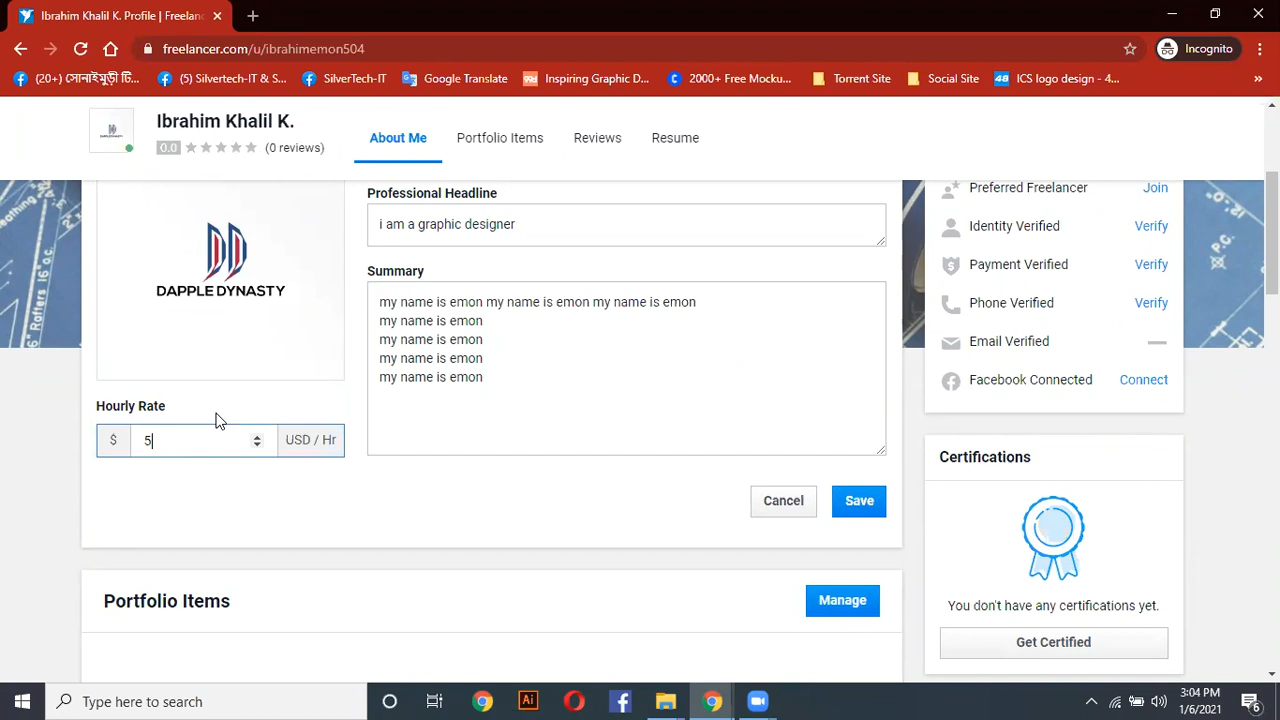 Ibrahim Khalil K. Profile | Freelanc
freelancer.com/u/ibrahimemon504
Incognito
(20+) সোনাইমুড়ী টি...
(5) Silvertech-IT & S...
SilverTech-IT
Google Translate
Inspiring Graphic D...
2000+ Free Mocku...
Torrent Site
Social Site
ICS logo design - 4...
Ibrahim Khalil K.
0.0 (0 reviews)
About Me
Portfolio Items
Reviews
Resume
DAPPLE DYNASTY
Hourly Rate
$ 5 USD / Hr
Professional Headline
i am a graphic designer
Summary
my name is emon my name is emon my name is emon
my name is emon
my name is emon
my name is emon
my name is emon
Cancel
Save
Portfolio Items
Manage
Preferred Freelancer Join
Identity Verified Verify
Payment Verified Verify
Phone Verified Verify
Email Verified
Facebook Connected Connect
Certifications
You don't have any certifications yet.
Get Certified
Type here to search
Ai
3:04 PM
1/6/2021
6